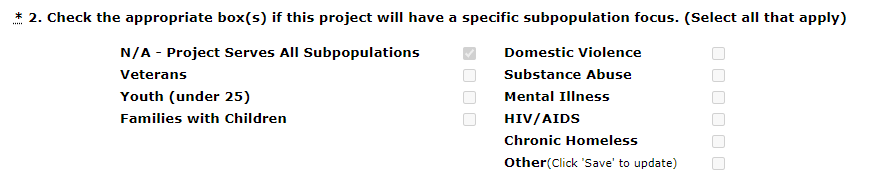 * 2. Check the appropriate box(s) if this project will have a specific subpopulation focus. (Select all that apply)
N/A - Project Serves All Subpopulations
Domestic Violence
Veterans
Substance Abuse
Youth (under 25)
Mental Illness
Families with Children
HIV/AIDS
Chronic Homeless
Other(Click 'Save' to update)